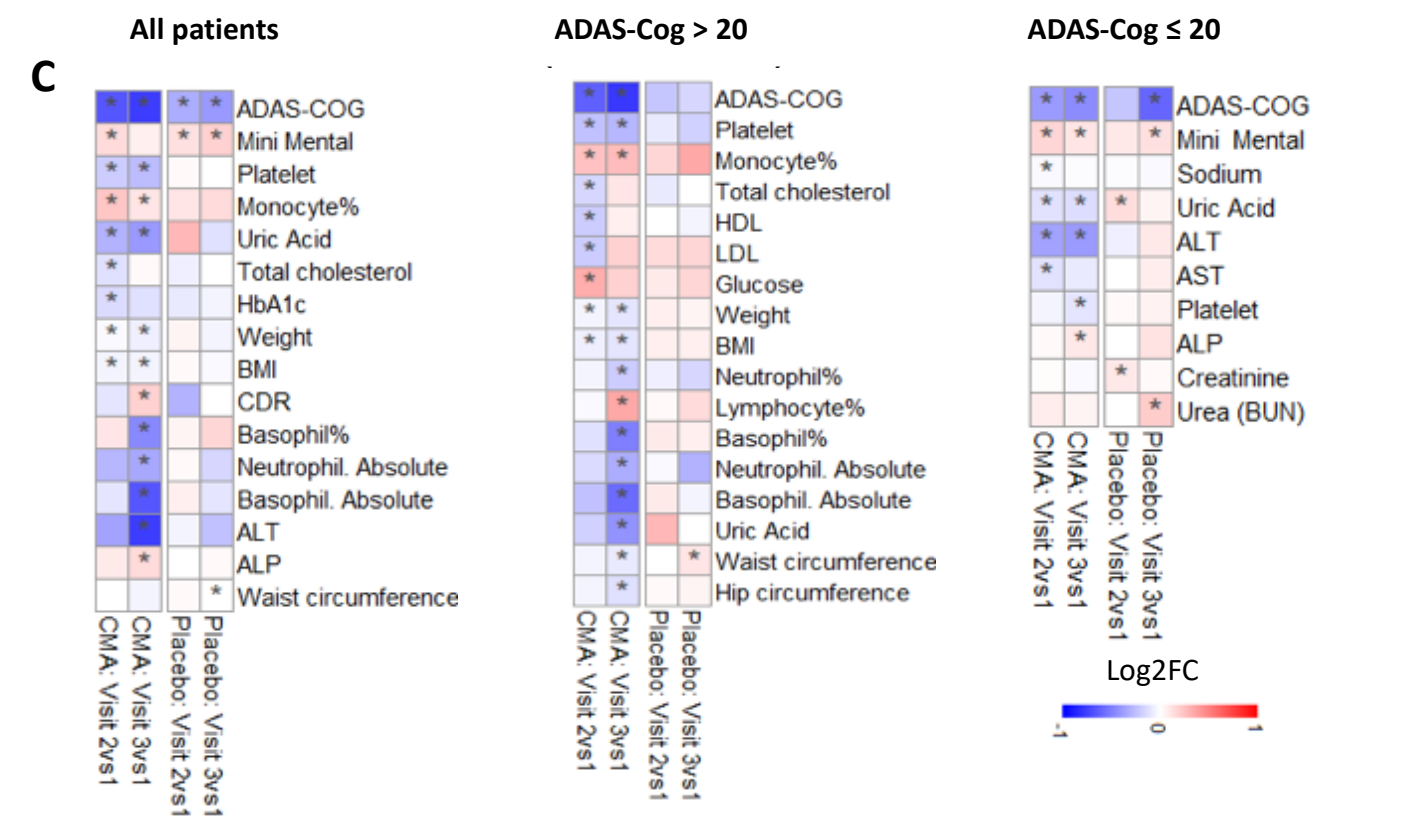 All patients
ADAS-Cog > 20
ADAS-Cog ≤ 20
C
* * * * ADAS-COG
* * * Mini Mental
* * Platelet
* * Monocyte%
* * Uric Acid
* Total cholesterol
* HbA1c
* * Weight
* * BMI
* CDR
* Basophil%
* Neutrophil. Absolute
* Basophil. Absolute
* ALT
* ALP
* Waist circumference
CMA: Visit 2vs1
CMA: Visit 3vs1
Placebo: Visit 2vs1
Placebo: Visit 3vs1
* * ADAS-COG
* * Platelet
* * Monocyte%
* Total cholesterol
* HDL
* LDL
* Glucose
* * Weight
* * BMI
* Neutrophil%
* Lymphocyte%
* Basophil%
* Neutrophil. Absolute
* Basophil. Absolute
* Uric Acid
* * Waist circumference
* Hip circumference
CMA: Visit 2vs1
CMA: Visit 3vs1
Placebo: Visit 2vs1
Placebo: Visit 3vs1
* * * ADAS-COG
* * * Mini Mental
* Sodium
* * * Uric Acid
* * ALT
* AST
* Platelet
* ALP
* Creatinine
* Urea (BUN)
CMA: Visit 2vs1
CMA: Visit 3vs1
Placebo: Visit 2vs1
Placebo: Visit 3vs1
Log2FC
-1 0 1